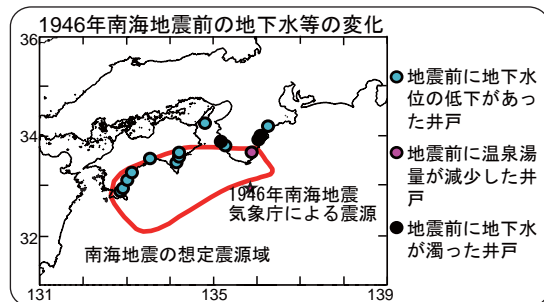 1946年南海地震前の地下水等の変化
36
34
32
131
135
139
1946年南海地震
気象庁による震源
南海地震の想定震源域
地震前に地下水
位の低下があっ
た井戸
地震前に温泉湯
量が減少した井
戸
地震前に地下水
が濁った井戸